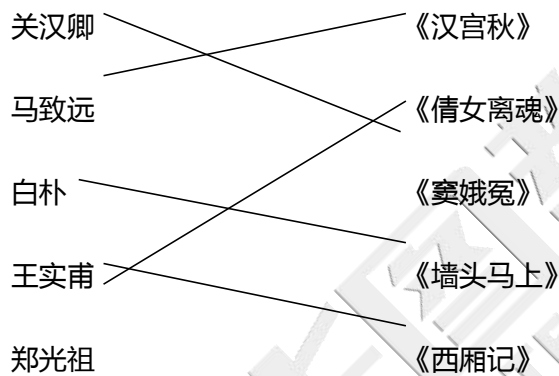 关汉卿 《汉宫秋》
马致远 《倩女离魂》
白朴 《窦娥冤》
王实甫 《墙头马上》
郑光祖 《西厢记》